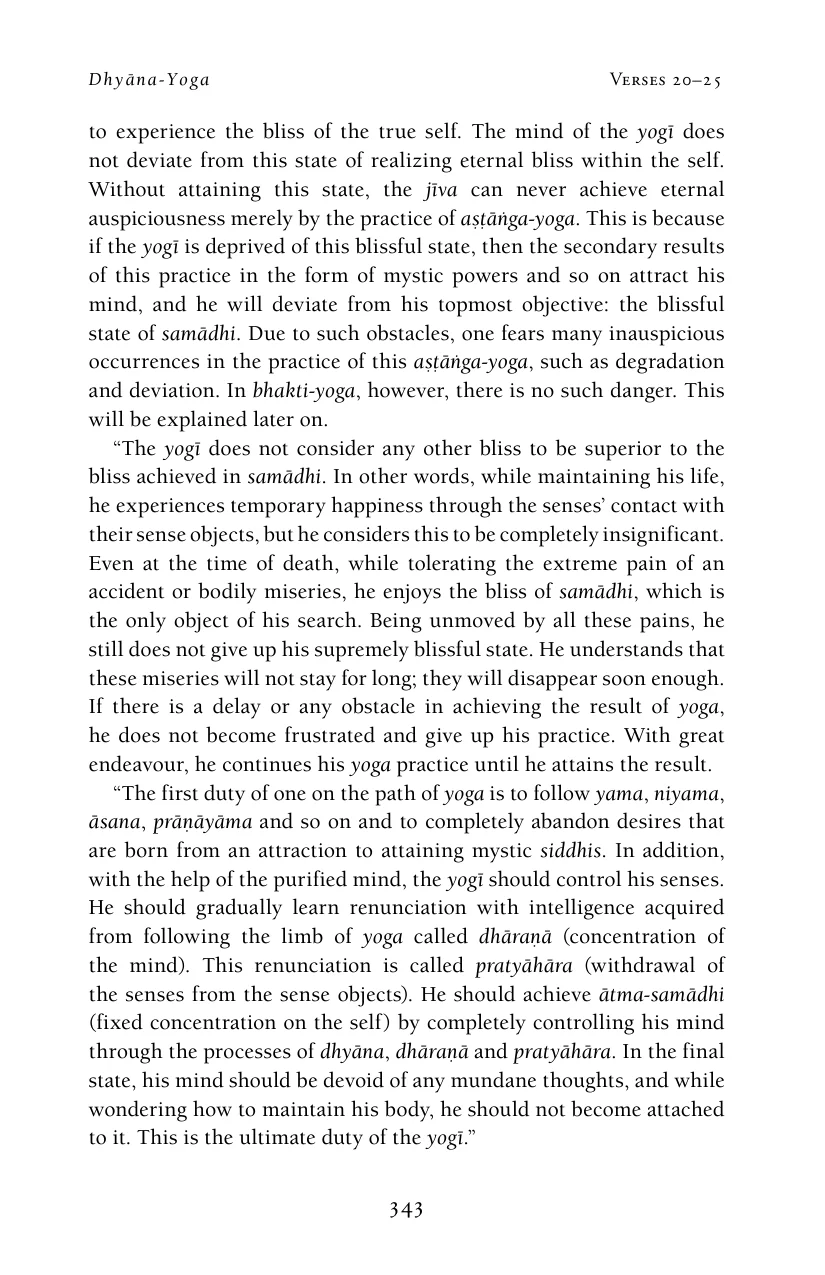 Dhyāna-Yoga Verses 20–25
to experience the bliss of the true self. The mind of the yogī does
not deviate from this state of realizing eternal bliss within the self.
Without attaining this state, the jīva can never achieve eternal
auspiciousness merely by the practice of aṣṭāṅga-yoga. This is because
if the yogī is deprived of this blissful state, then the secondary results
of this practice in the form of mystic powers and so on attract his
mind, and he will deviate from his topmost objective: the blissful
state of samādhi. Due to such obstacles, one fears many inauspicious
occurrences in the practice of this aṣṭāṅga-yoga, such as degradation
and deviation. In bhakti-yoga, however, there is no such danger. This
will be explained later on.
“The yogī does not consider any other bliss to be superior to the
bliss achieved in samādhi. In other words, while maintaining his life,
he experiences temporary happiness through the senses’ contact with
their sense objects, but he considers this to be completely insignificant.
Even at the time of death, while tolerating the extreme pain of an
accident or bodily miseries, he enjoys the bliss of samādhi, which is
the only object of his search. Being unmoved by all these pains, he
still does not give up his supremely blissful state. He understands that
these miseries will not stay for long; they will disappear soon enough.
If there is a delay or any obstacle in achieving the result of yoga,
he does not become frustrated and give up his practice. With great
endeavour, he continues his yoga practice until he attains the result.
“The first duty of one on the path of yoga is to follow yama, niyama,
āsana, prāṇāyāma and so on and to completely abandon desires that
are born from an attraction to attaining mystic siddhis. In addition,
with the help of the purified mind, the yogī should control his senses.
He should gradually learn renunciation with intelligence acquired
from following the limb of yoga called dhāraṇā (concentration of
the mind). This renunciation is called pratyāhāra (withdrawal of
the senses from the sense objects). He should achieve ātma-samādhi
(fixed concentration on the self) by completely controlling his mind
through the processes of dhyāna, dhāraṇā and pratyāhāra. In the final
state, his mind should be devoid of any mundane thoughts, and while
wondering how to maintain his body, he should not become attached
to it. This is the ultimate duty of the yogī.”
343